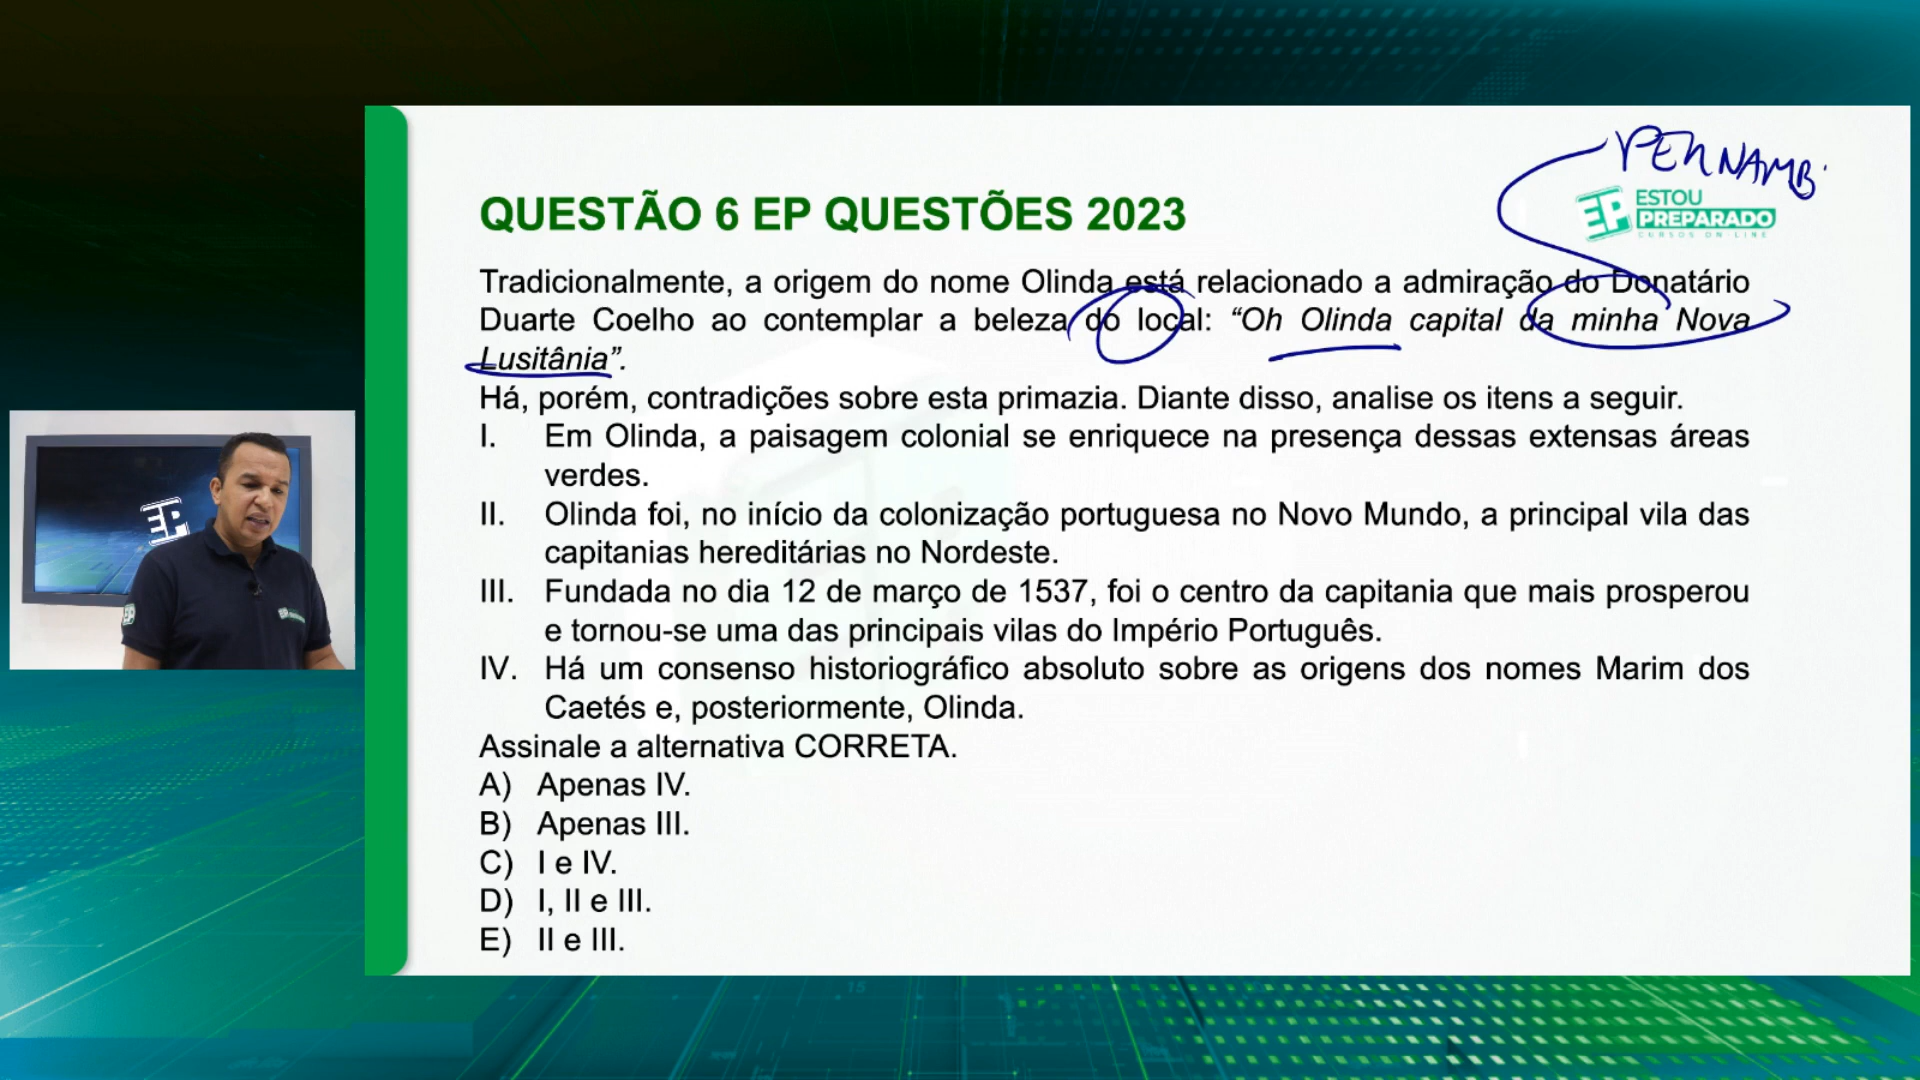 PERNAMB.
ESTOU
EP PREPARADO
CURSOS ON-LINE
QUESTÃO 6 EP QUESTÕES 2023
Tradicionalmente, a origem do nome Olinda está relacionado a admiração do Donatário
Duarte Coelho ao contemplar a beleza do local: “Oh Olinda capital da minha Nova
Lusitânia”.
Há, porém, contradições sobre esta primazia. Diante disso, analise os itens a seguir.
I. Em Olinda, a paisagem colonial se enriquece na presença dessas extensas áreas
verdes.
II. Olinda foi, no início da colonização portuguesa no Novo Mundo, a principal vila das
capitanias hereditárias no Nordeste.
III. Fundada no dia 12 de março de 1537, foi o centro da capitania que mais prosperou
e tornou-se uma das principais vilas do Império Português.
IV. Há um consenso historiográfico absoluto sobre as origens dos nomes Marim dos
Caetés e, posteriormente, Olinda.
Assinale a alternativa CORRETA.
A) Apenas IV.
B) Apenas III.
C) I e IV.
D) I, II e III.
E) II e III.
EP
EP
15